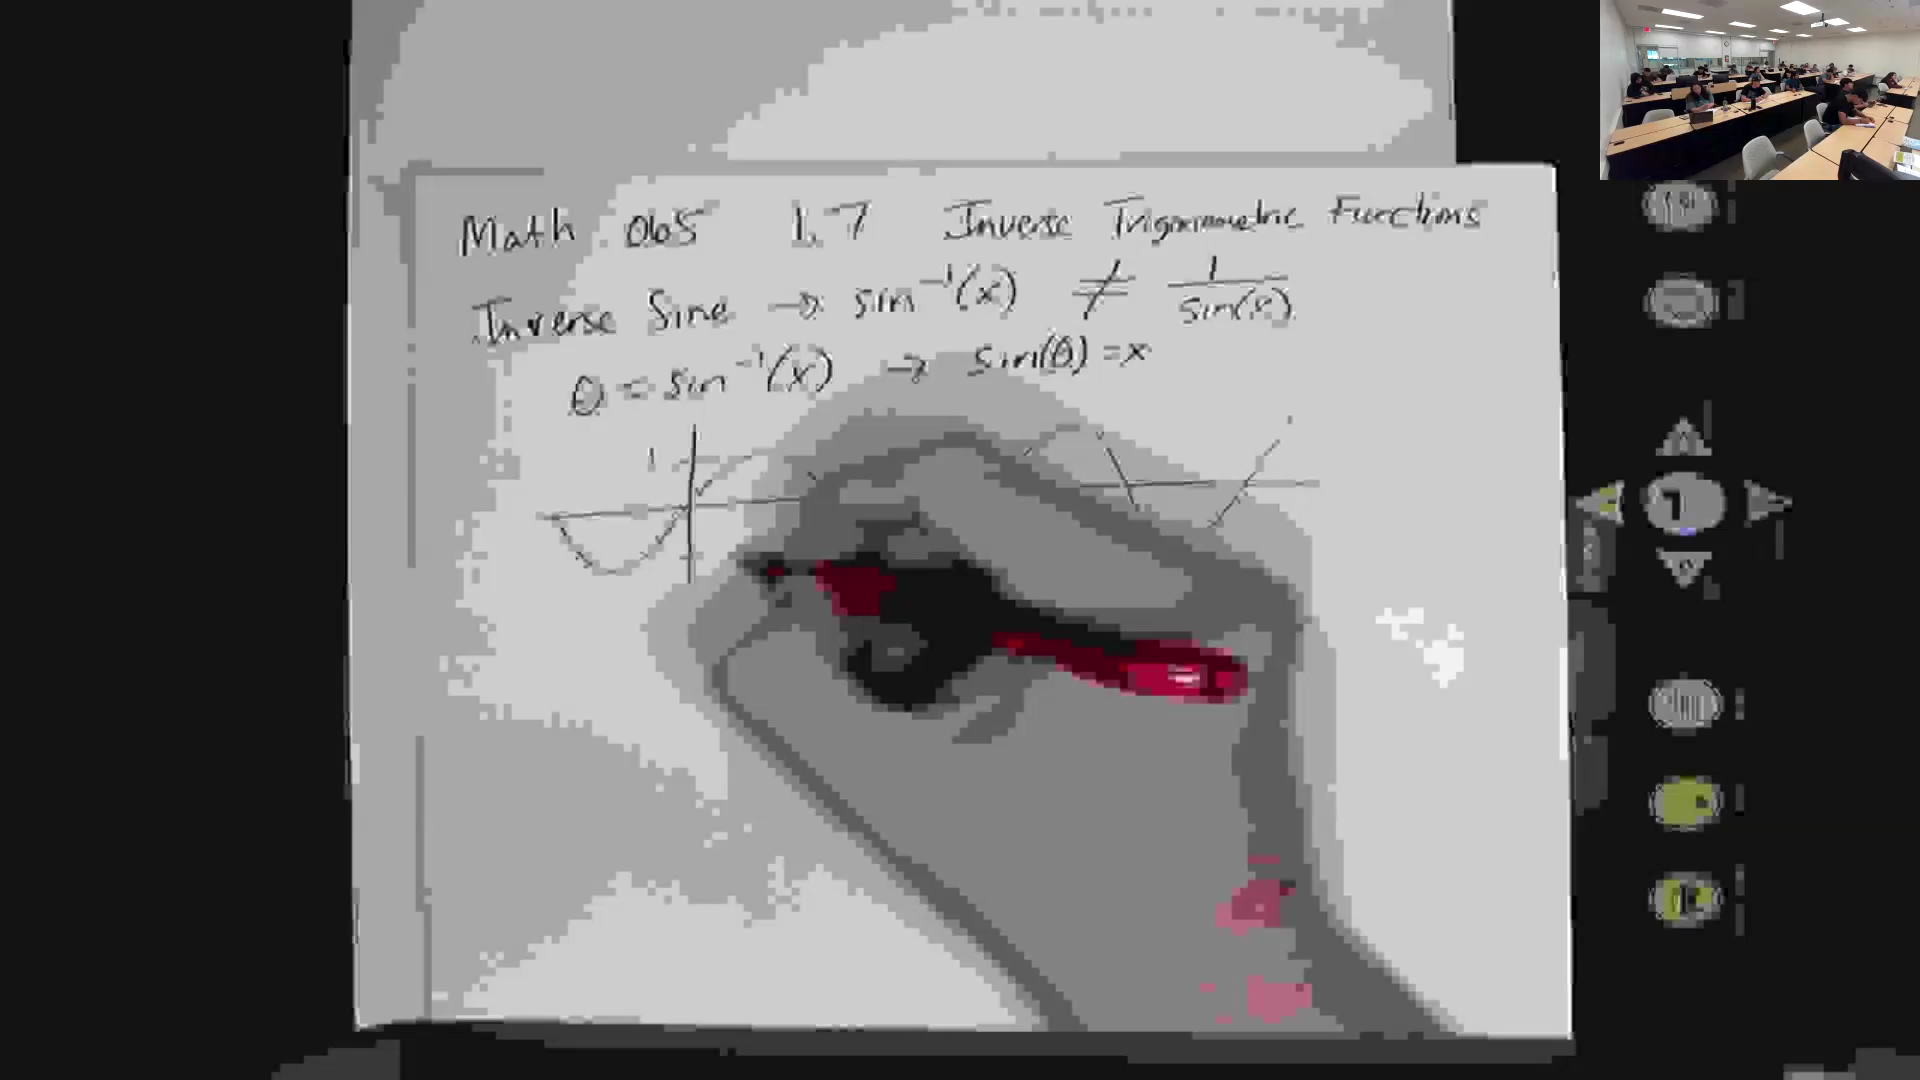 Math 065 1.7 Inverse Trigonometric Functions
Inverse Sine → sin⁻¹(x) ≠ 1/sin(x)
θ = sin⁻¹(x) → sin(θ) = x
1